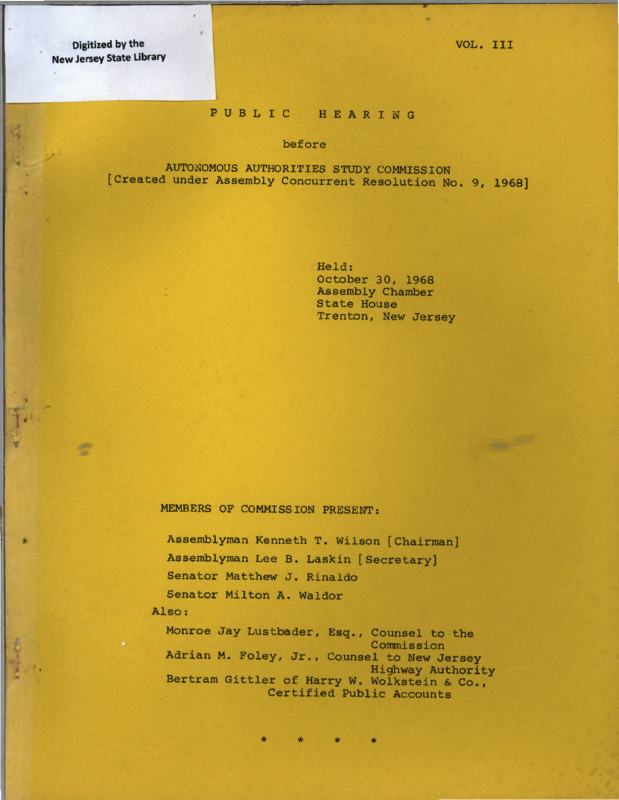 Digitized by the
New Jersey State Library
VOL. III
PUBLIC HEARING
before
AUTONOMOUS AUTHORITIES STUDY COMMISSION
[Created under Assembly Concurrent Resolution No. 9, 1968]
Held:
October 30, 1968
Assembly Chamber
State House
Trenton, New Jersey
MEMBERS OF COMMISSION PRESENT:
Assemblyman Kenneth T. Wilson [Chairman]
Assemblyman Lee B. Laskin [Secretary]
Senator Matthew J. Rinaldo
Senator Milton A. Waldor
Also:
Monroe Jay Lustbader, Esq., Counsel to the
Commission
Adrian M. Foley, Jr., Counsel to New Jersey
Highway Authority
Bertram Gittler of Harry W. Wolkstein & Co.,
Certified Public Accounts
* * * *